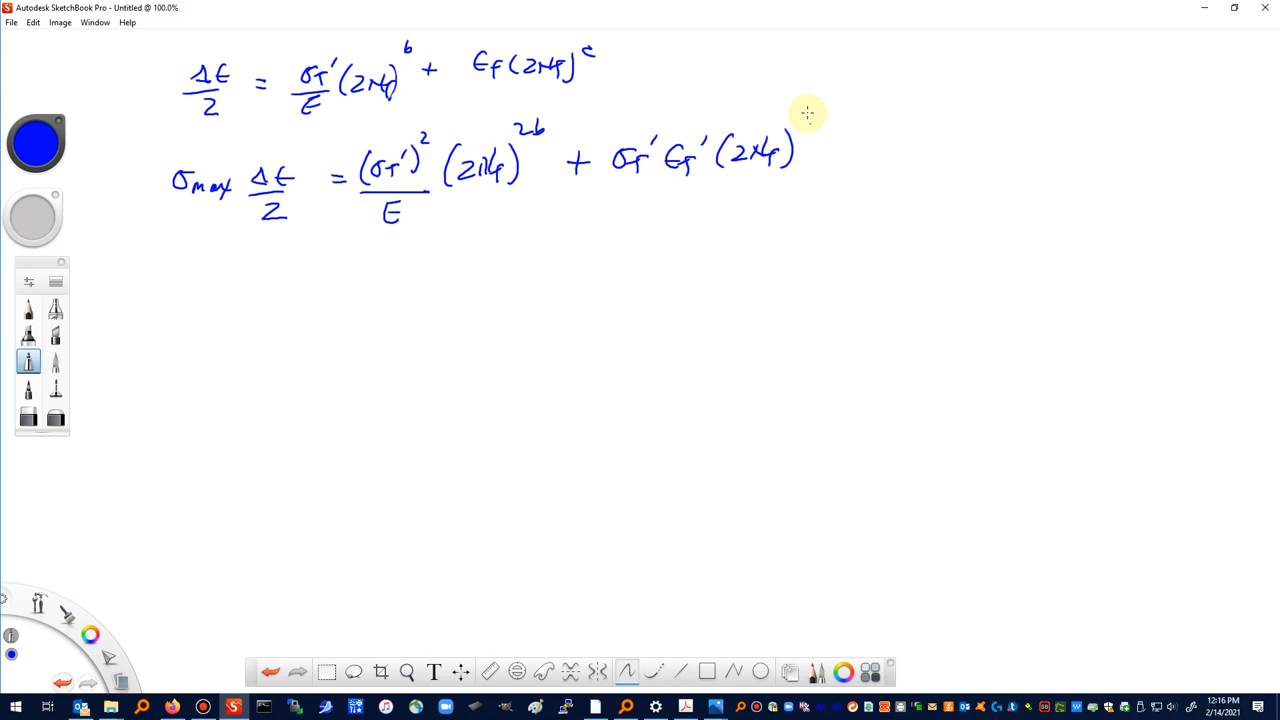 Autodesk SketchBook Pro - Untitled @ 100.0%
File Edit Image Window Help
Δε/2 = σf'/E (2Nf)^b + εf (2Nf)^c
σmax Δε/2 = (σf')^2/E (2Nf)^2b + σf' εf' (2Nf)
T
12:16 PM
2/14/2021